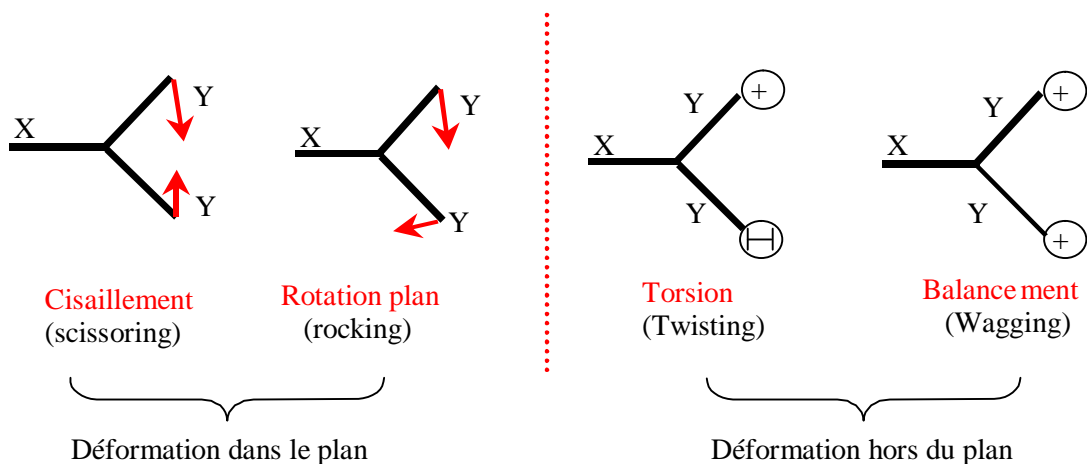 X
Y
Y
Cisaillement
(scissoring)
X
Y
Y
Rotation plan
(rocking)
Déformation dans le plan
X
Y
Y
+
Torsion
(Twisting)
X
Y
Y
+
+
Balance ment
(Wagging)
Déformation hors du plan